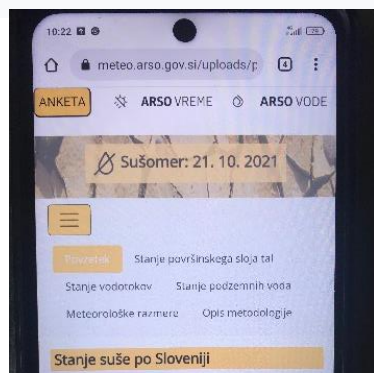 10:22
meteo.arso.gov.si/uploads/p
4
ANKETA ARSO VREME ARSO VODE
Sušomer: 21. 10. 2021
Povzetek Stanje površinskega sloja tal
Stanje vodotokov Stanje podzemnih voda
Meteorološke razmere Opis metodologije
Stanje suše po Sloveniji